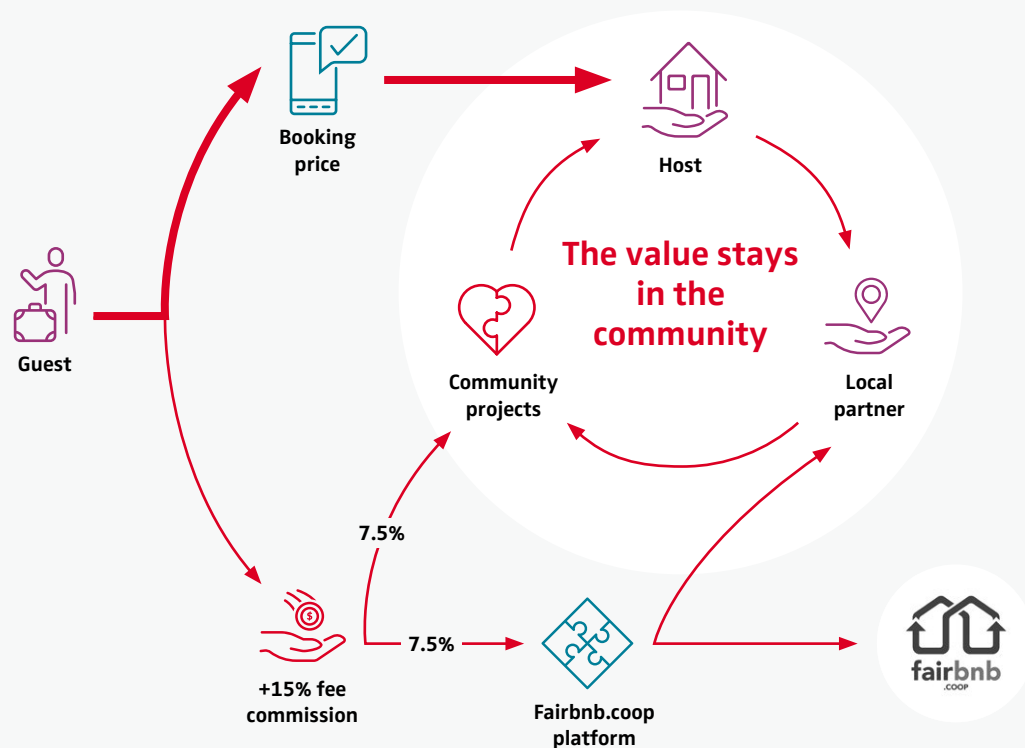 Booking
price
Host
The value stays
in the
community
Guest
Community
projects
Local
partner
7.5%
7.5%
$
+15% fee
commission
Fairbnb.coop
platform
fairbnb
.COOP